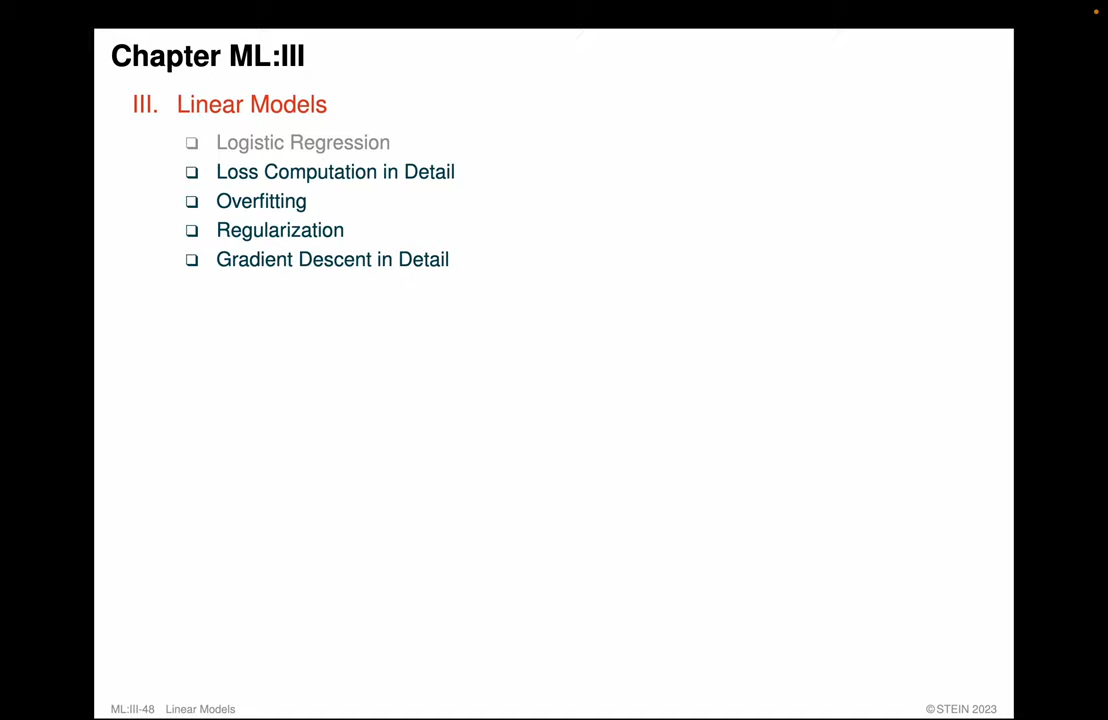 Chapter ML:III
III. Linear Models
❑ Logistic Regression
❑ Loss Computation in Detail
❑ Overfitting
❑ Regularization
❑ Gradient Descent in Detail
ML:III-48 Linear Models
©STEIN 2023